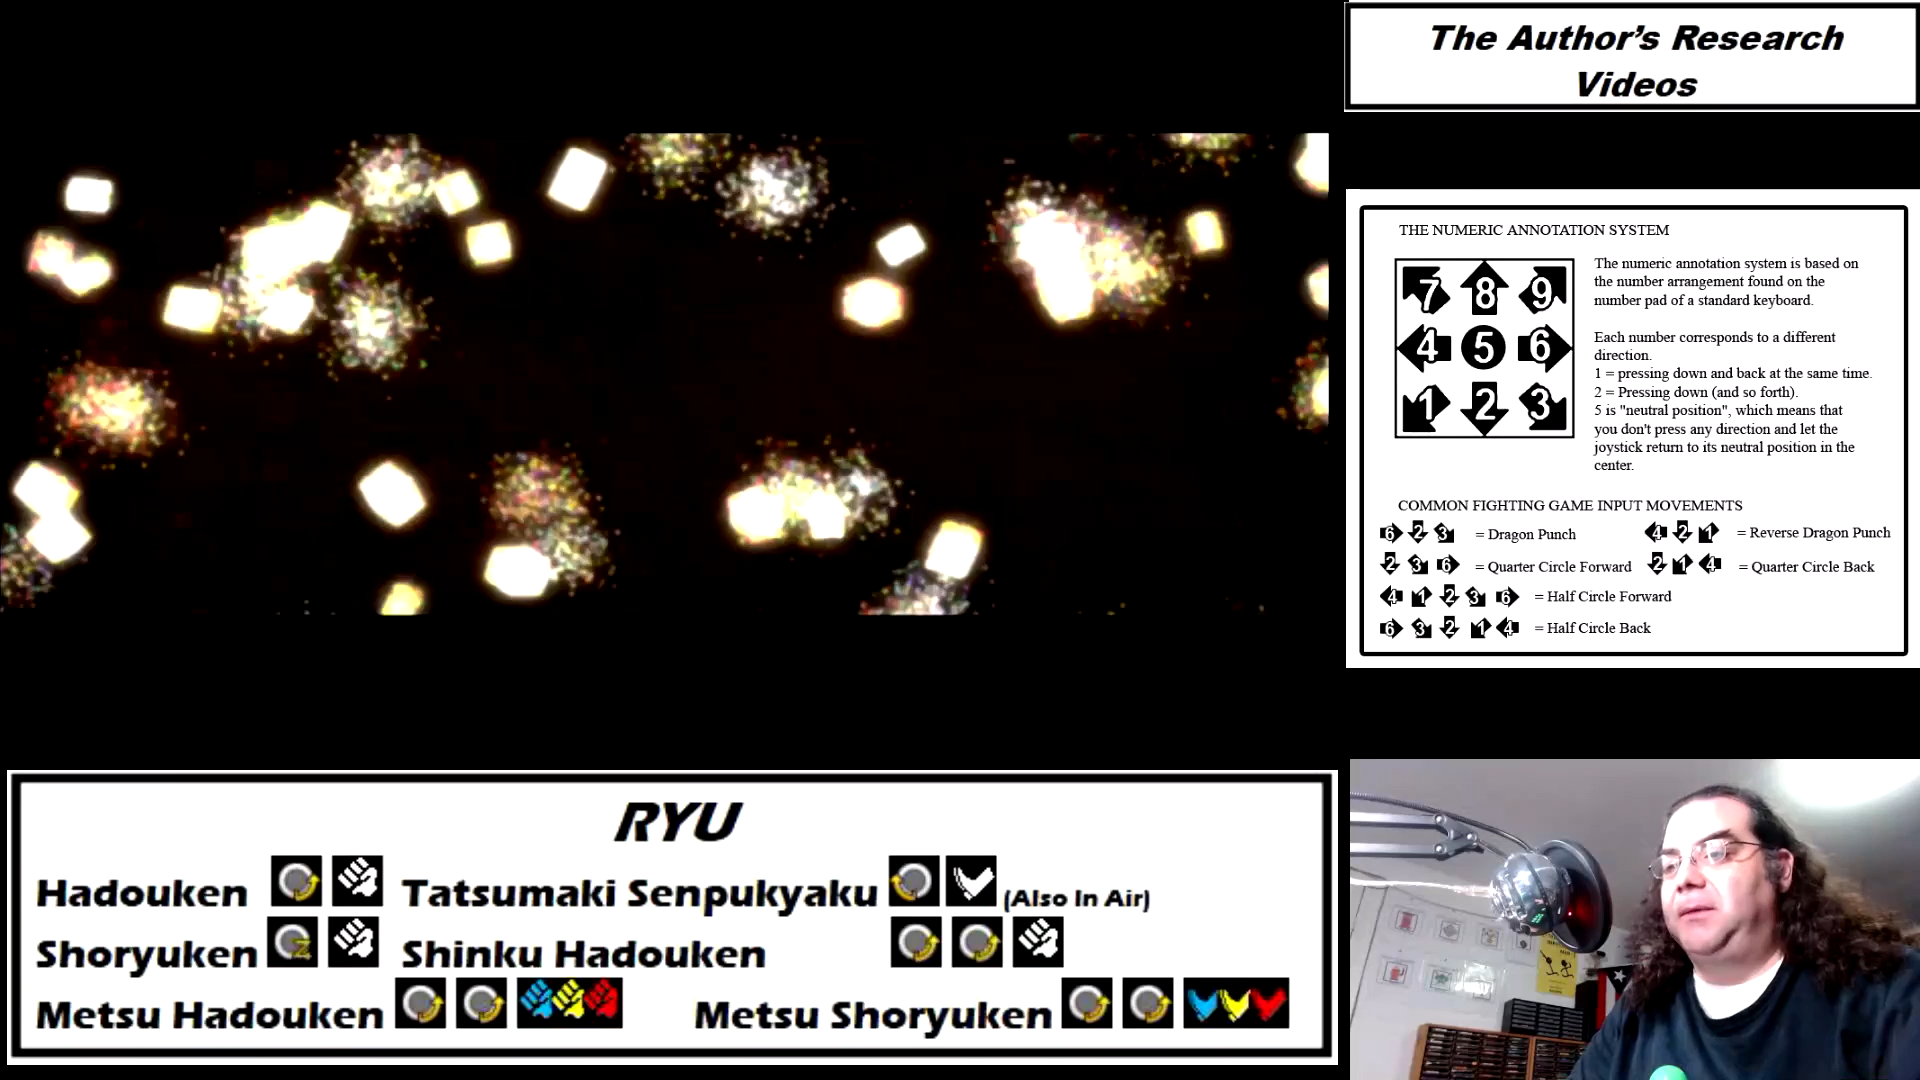 The Author's Research
Videos
THE NUMERIC ANNOTATION SYSTEM
7 8 9
4 5 6
1 2 3
The numeric annotation system is based on
the number arrangement found on the
number pad of a standard keyboard.
Each number corresponds to a different
direction.
1 = pressing down and back at the same time.
2 = Pressing down (and so forth).
5 is "neutral position", which means that
you don't press any direction and let the
joystick return to its neutral position in the
center.
COMMON FIGHTING GAME INPUT MOVEMENTS
6 2 3 = Dragon Punch 4 2 1 = Reverse Dragon Punch
2 3 6 = Quarter Circle Forward 2 1 4 = Quarter Circle Back
4 1 2 3 6 = Half Circle Forward
6 3 2 1 4 = Half Circle Back
RYU
Hadouken Tatsumaki Senpukyaku (Also In Air)
Shoryuken Z Shinku Hadouken
Metsu Hadouken Metsu Shoryuken